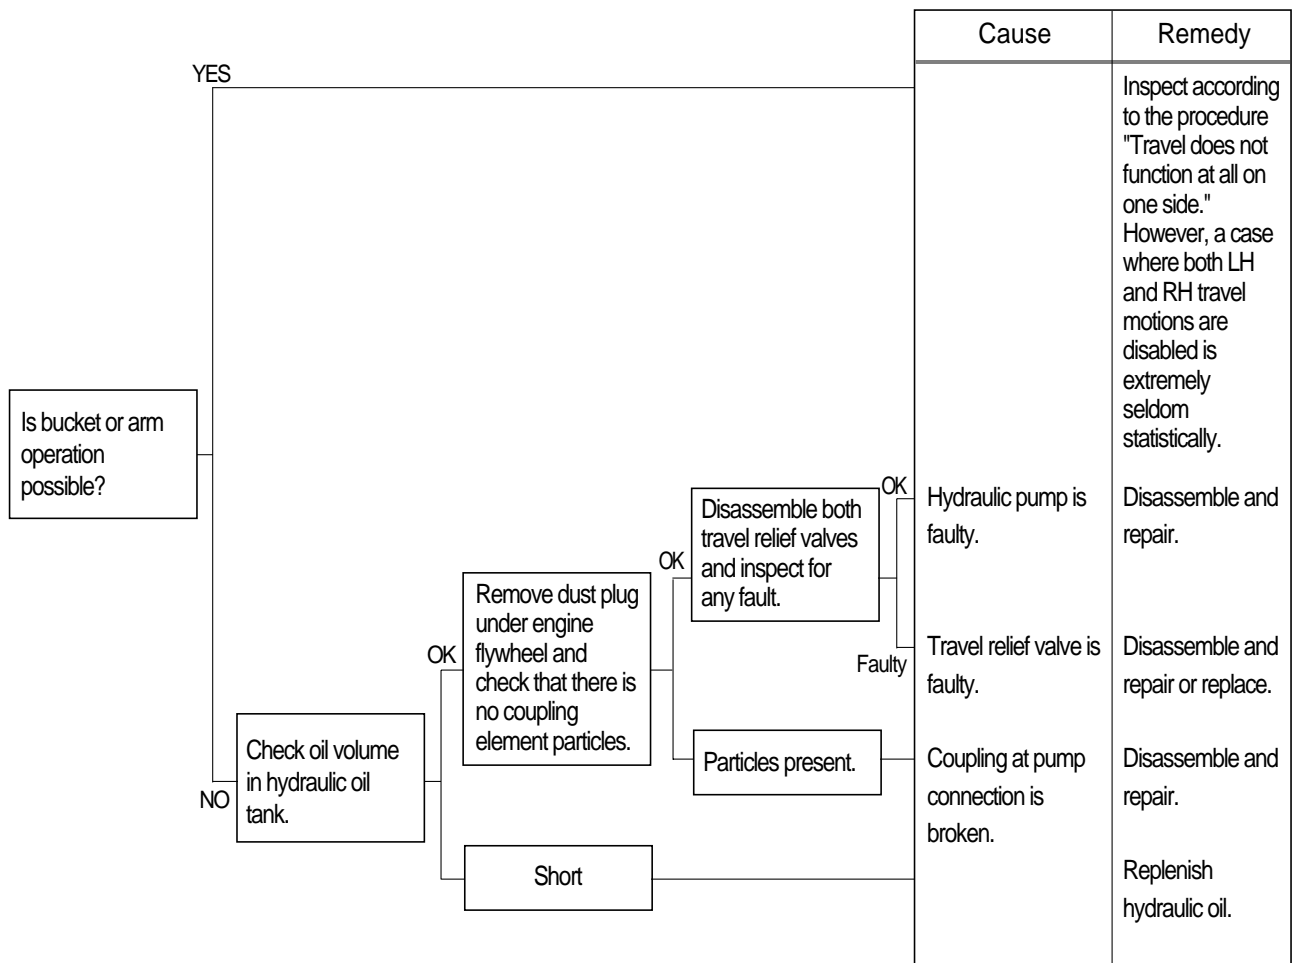 Cause
Remedy
YES
Inspect according
to the procedure
"Travel does not
function at all on
one side."
However, a case
where both LH
and RH travel
motions are
disabled is
extremely
seldom
statistically.
Is bucket or arm
operation
possible?
NO
Check oil volume
in hydraulic oil
tank.
OK
Remove dust plug
under engine
flywheel and
check that there is
no coupling
element particles.
OK
Disassemble both
travel relief valves
and inspect for
any fault.
OK
Hydraulic pump is
faulty.
Disassemble and
repair.
Faulty
Travel relief valve is
faulty.
Disassemble and
repair or replace.
Particles present.
Coupling at pump
connection is
broken.
Disassemble and
repair.
Short
Replenish
hydraulic oil.